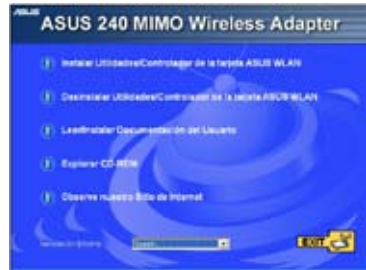 ASUS
ASUS 240 MIMO Wireless Adapter
Instalar Utilidades/Controlador de la tarjeta ASUS WLAN
Desinstalar Utilidades/Controlador de la tarjeta ASUS WLAN
Leer/Instalar Documentación del Usuario
Explorar CD-ROM
Observe nuestro Sitio de Internet
EXIT